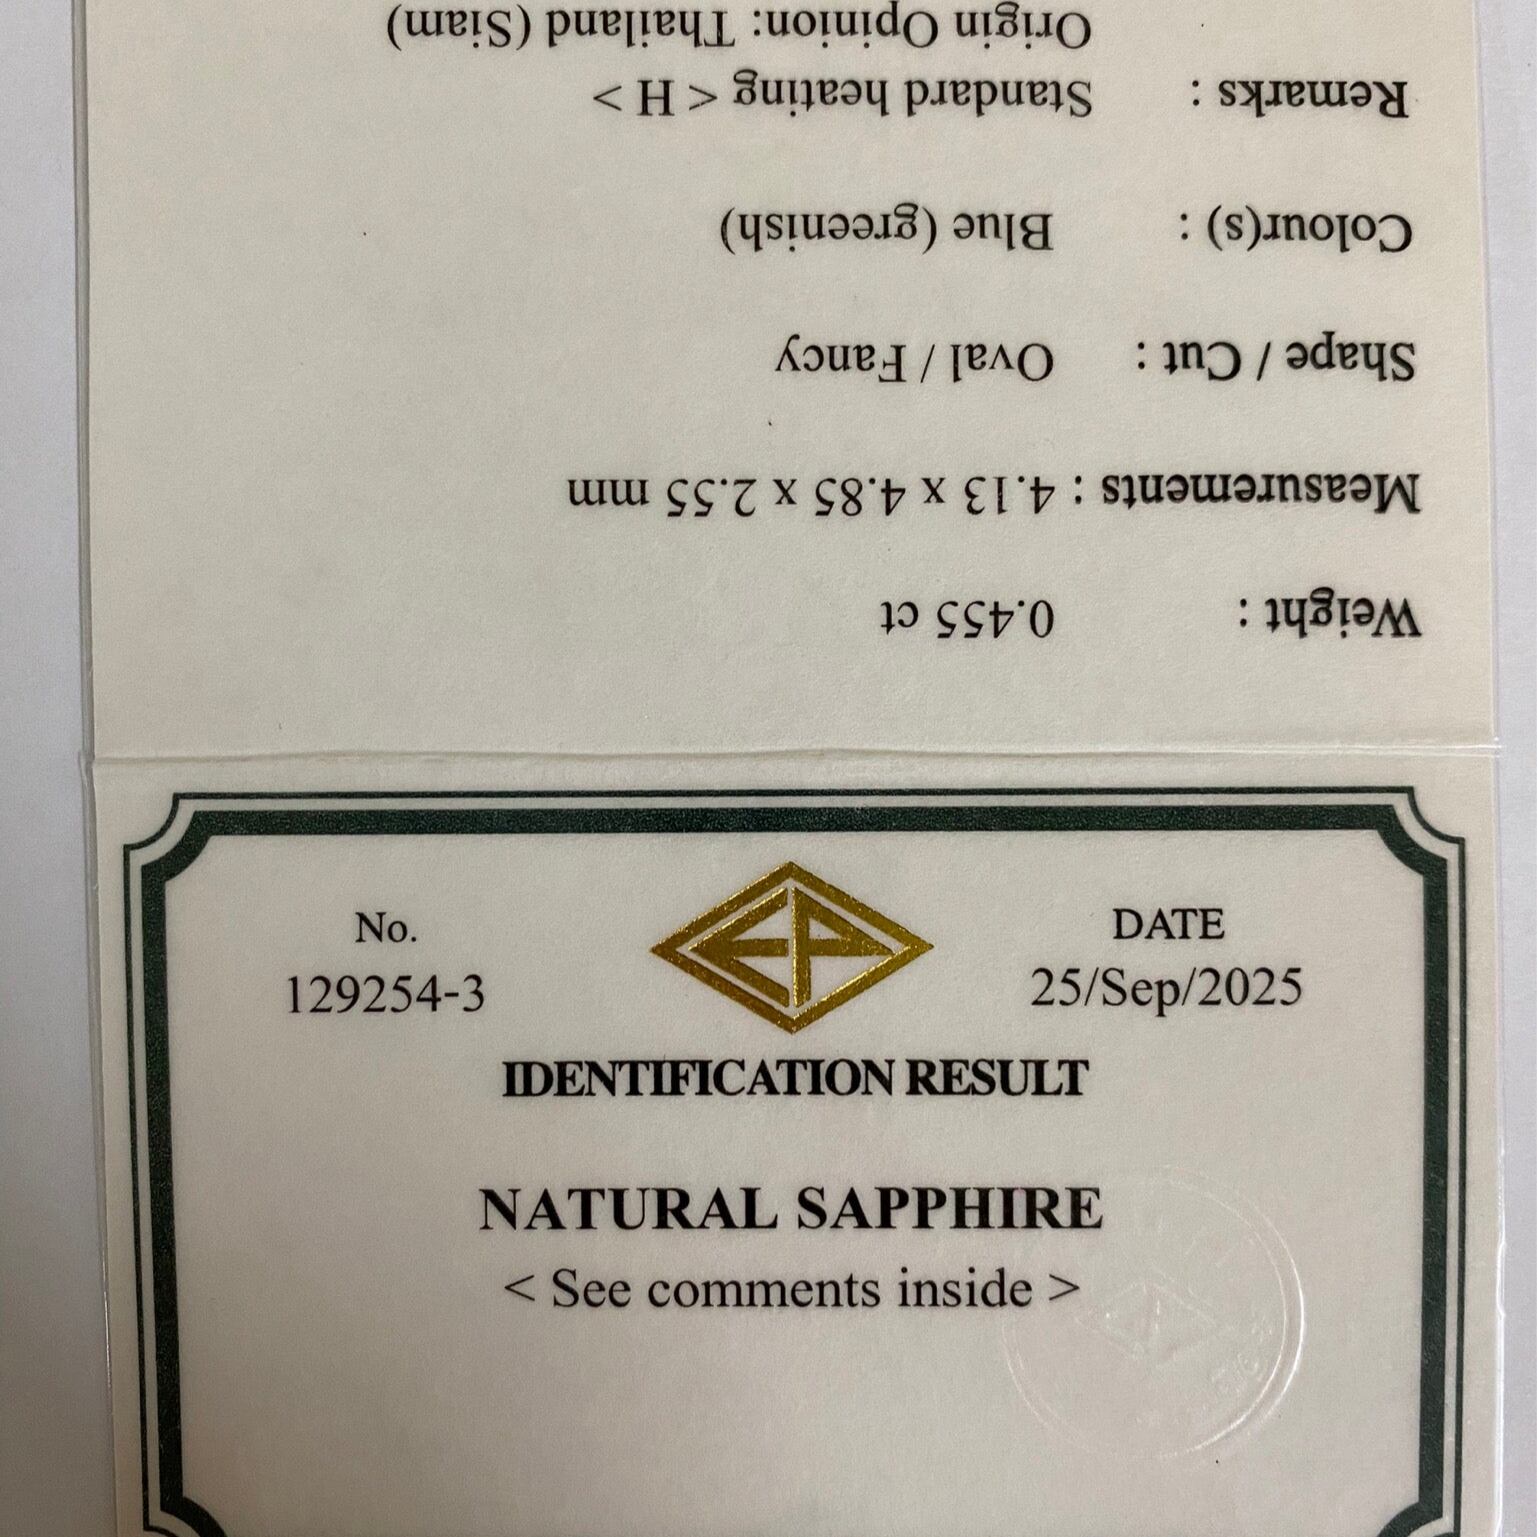 No.
129254-3
EP
DATE
25/Sep/2025
IDENTIFICATION RESULT
NATURAL SAPPHIRE
< See comments inside >
Weight : 0.455 ct
Measurements : 4.13 x 4.85 x 2.55 mm
Shape / Cut : Oval / Fancy
Colour(s) : Blue (greenish)
Remarks : Standard heating < H >
Origin Opinion: Thailand (Siam)